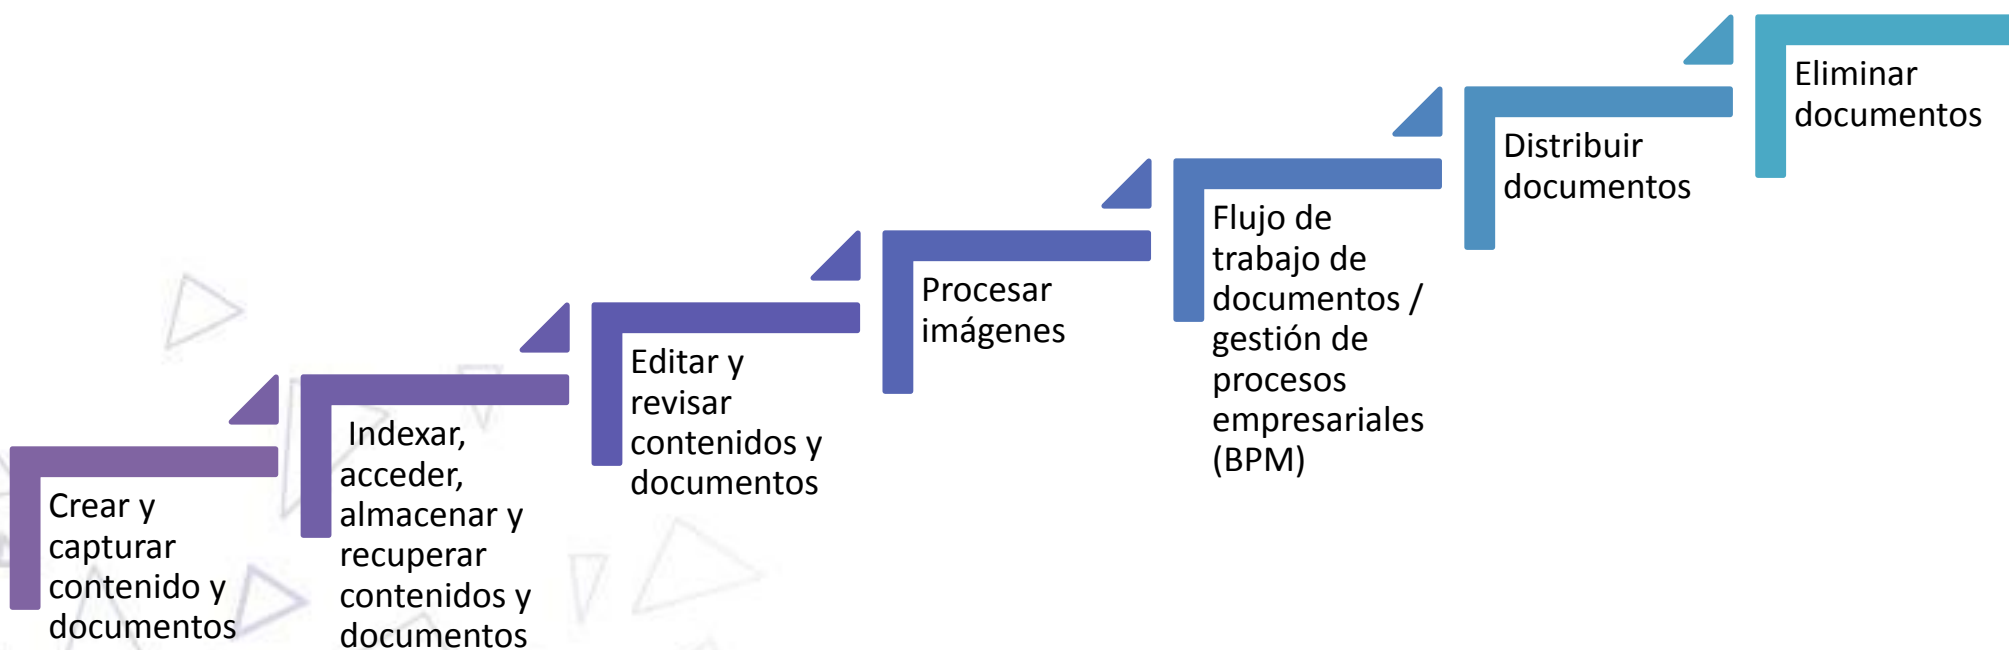 Crear y
capturar
contenido y
documentos
Indexar,
acceder,
almacenar y
recuperar
contenidos y
documentos
Editar y
revisar
contenidos y
documentos
Procesar
imágenes
Flujo de
trabajo de
documentos /
gestión de
procesos
empresariales
(BPM)
Distribuir
documentos
Eliminar
documentos